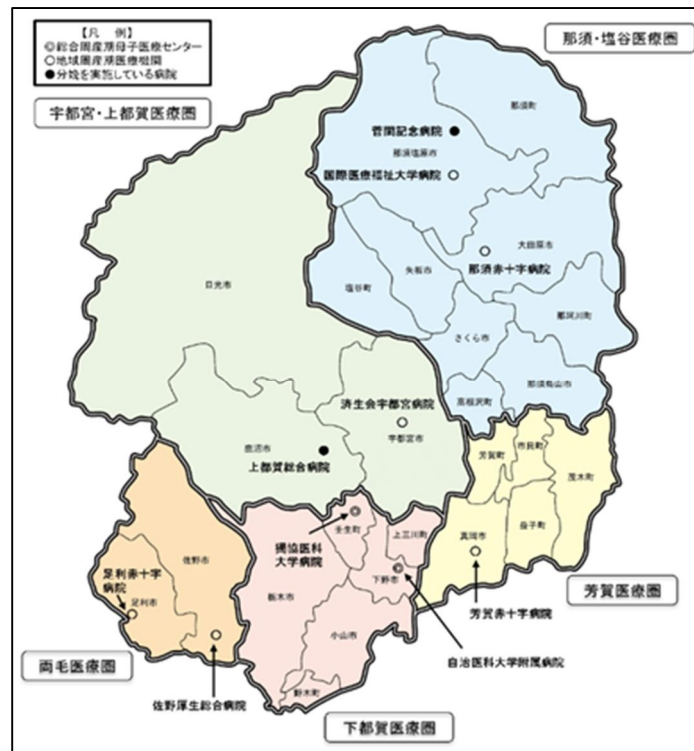 【凡 例】
◎総合周産期母子医療センター
○地域周産期医療機関
●分娩を実施している病院
那須・塩谷医療圏
宇都宮・上都賀医療圏
那須町
菅間記念病院
那須塩原市
国際医療福祉大学病院
大田原市
那須赤十字病院
矢板市
塩谷町
日光市
那珂川町
さくら市
那須烏山市
高根沢町
済生会宇都宮病院
宇都宮市
鹿沼市
上都賀総合病院
芳賀町
市貝町
茂木町
益子町
真岡市
芳賀赤十字病院
芳賀医療圏
壬生町
上三川町
獨協医科
大学病院
下野市
栃木市
小山市
野木町
自治医科大学附属病院
下都賀医療圏
佐野市
足利赤十字
病院
足利市
両毛医療圏
佐野厚生総合病院